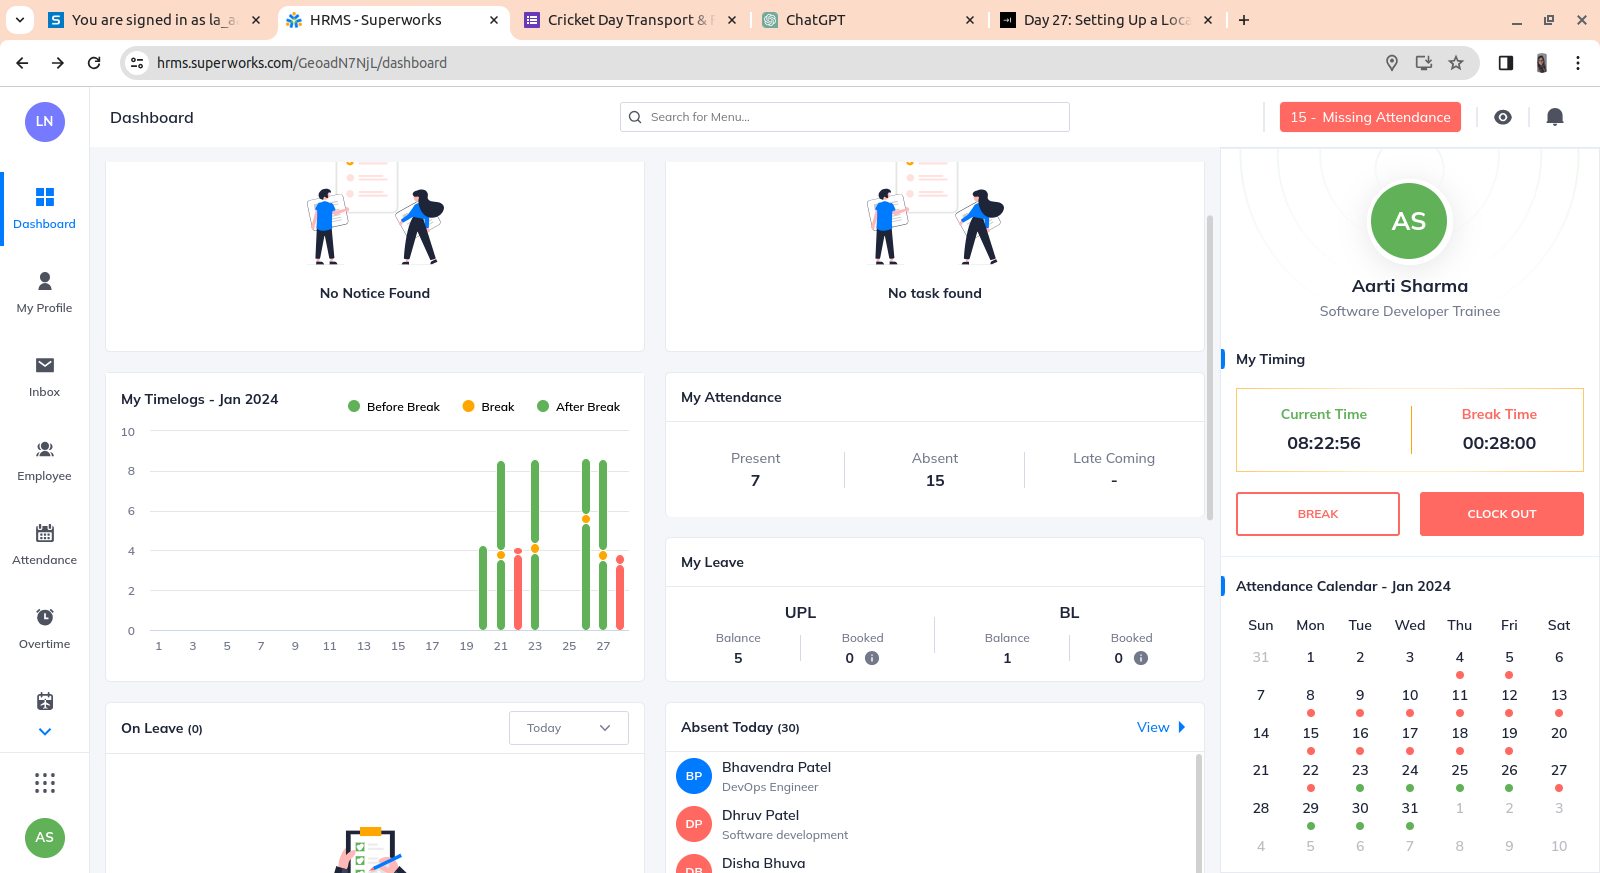 You are signed in as la_a
HRMS - Superworks
Cricket Day Transport &
ChatGPT
Day 27: Setting Up a Loca
hrms.superworks.com/GeoadN7NjL/dashboard
LN
Dashboard
Search for Menu...
15 - Missing Attendance
Dashboard
My Profile
Inbox
Employee
Attendance
Overtime
AS
No Notice Found
No task found
My Timelogs - Jan 2024
Before Break
Break
After Break
10
8
6
4
2
0
1 3 5 7 9 11 13 15 17 19 21 23 25 27
My Attendance
Present
7
Absent
15
Late Coming
-
My Leave
UPL
Balance
5
Booked
0
BL
Balance
1
Booked
0
On Leave (0)
Today
Absent Today (30)
View
BP
Bhavendra Patel
DevOps Engineer
DP
Dhruv Patel
Software development
DB
Disha Bhuva
AS
Aarti Sharma
Software Developer Trainee
My Timing
Current Time
08:22:56
Break Time
00:28:00
BREAK
CLOCK OUT
Attendance Calendar - Jan 2024
Sun Mon Tue Wed Thu Fri Sat
31 1 2 3 4 5 6
7 8 9 10 11 12 13
14 15 16 17 18 19 20
21 22 23 24 25 26 27
28 29 30 31 1 2 3
4 5 6 7 8 9 10